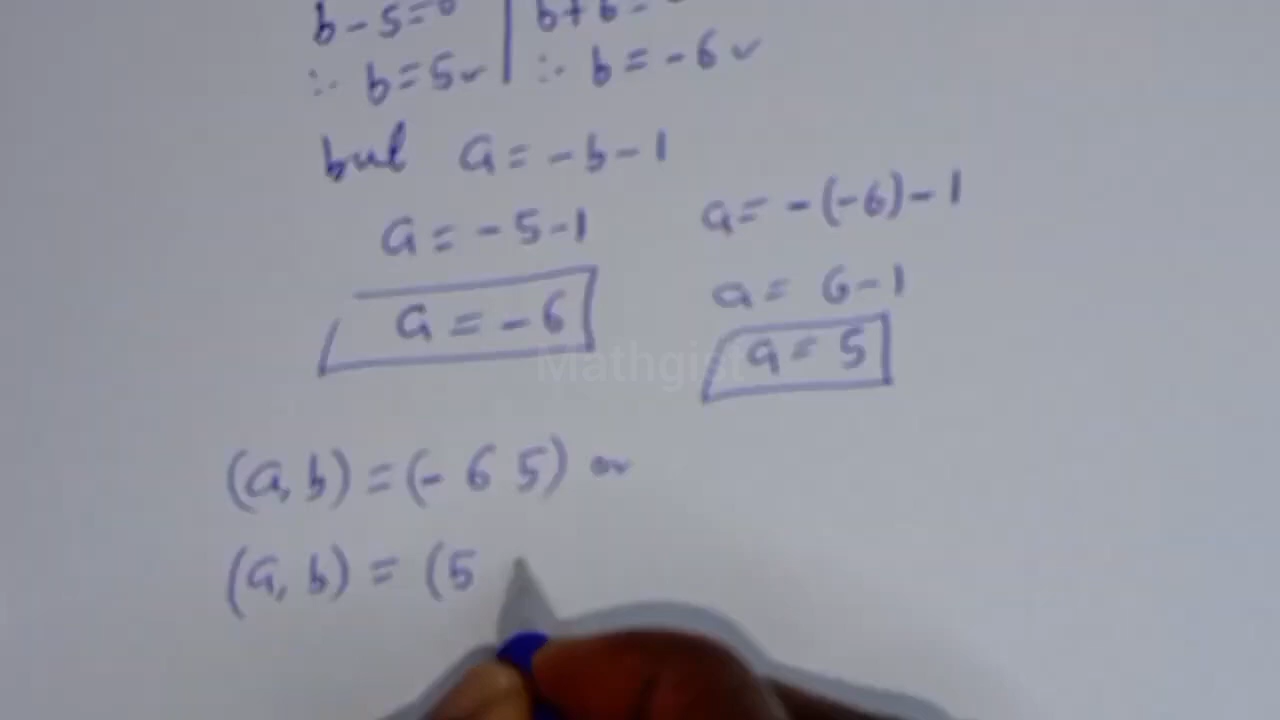 b - 5 = 0
b + 6 =
∴ b = 5 ✓
∴ b = -6 ✓
but a = -b - 1
a = -5 - 1
a = -(-6) - 1
a = -6
a = 6 - 1
a = 5
Mathgist
(a, b) = (- 6 5) or
(a, b) = (5